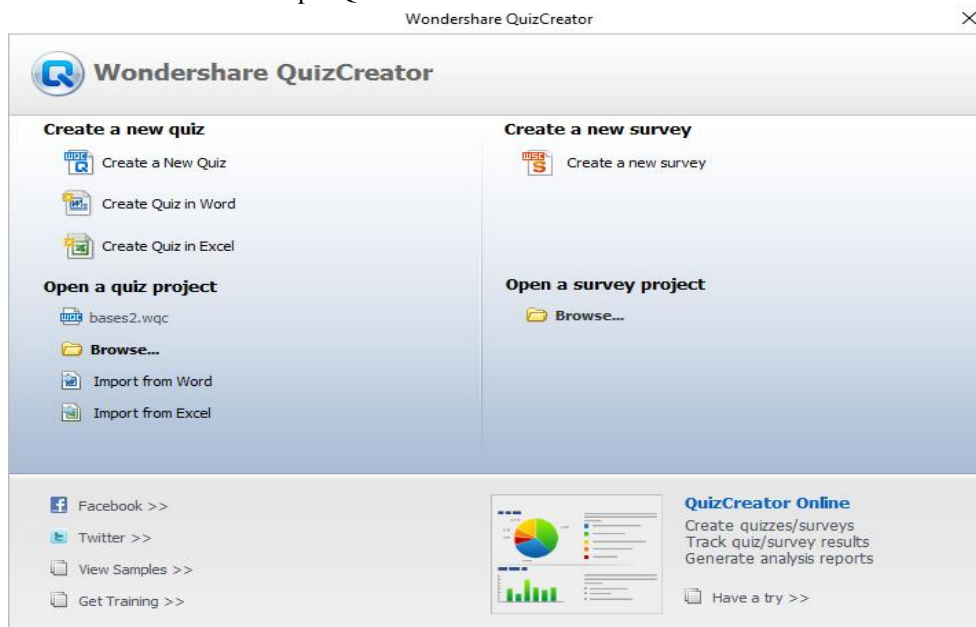 Wondershare QuizCreator
Wondershare QuizCreator
Create a new quiz
Create a New Quiz
Create Quiz in Word
Create Quiz in Excel
Open a quiz project
bases2.wqc
Browse...
Import from Word
Import from Excel
Create a new survey
Create a new survey
Open a survey project
Browse...
Facebook >>
Twitter >>
View Samples >>
Get Training >>
QuizCreator Online
Create quizzes/surveys
Track quiz/survey results
Generate analysis reports
Have a try >>